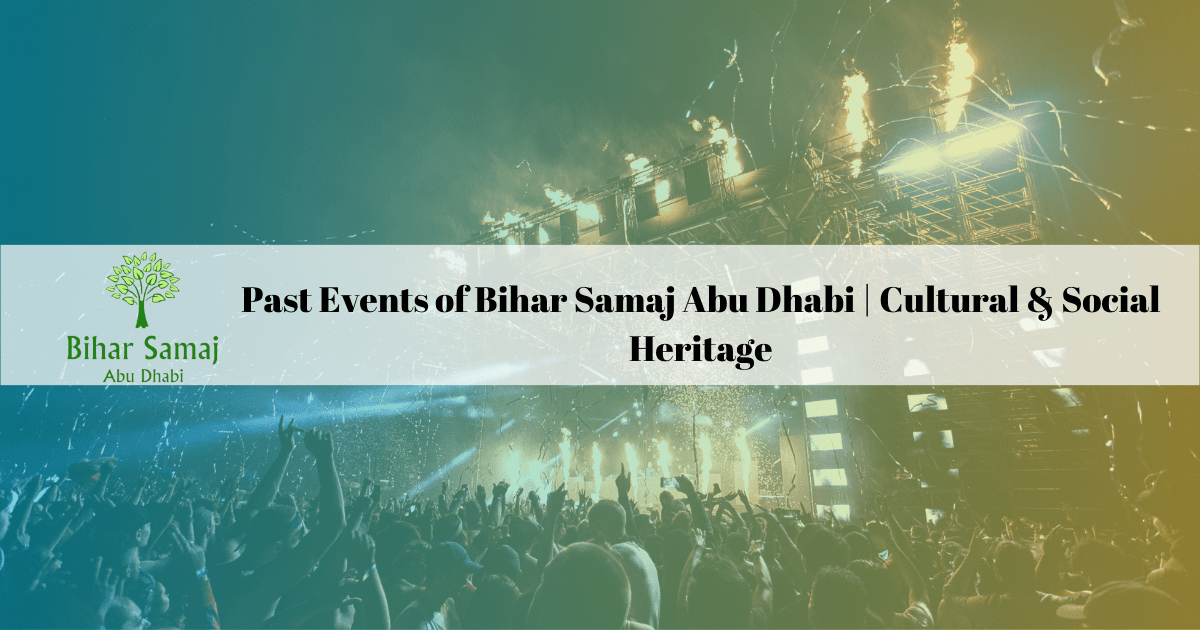 Bihar Samaj
Abu Dhabi
Past Events of Bihar Samaj Abu Dhabi | Cultural & Social
Heritage